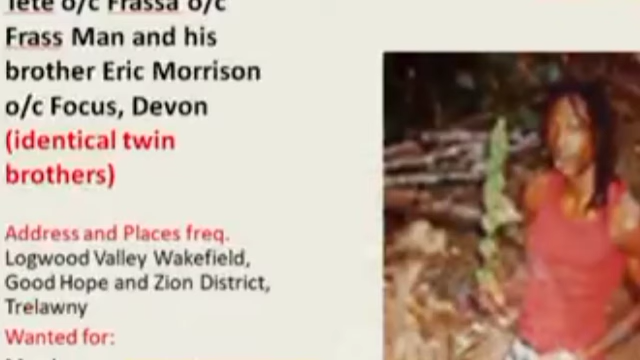 Tete o/c Frassa o/c
Frass Man and his
brother Eric Morrison
o/c Focus, Devon
(identical twin
brothers)
Address and Places freq.
Logwood Valley Wakefield,
Good Hope and Zion District,
Trelawny
Wanted for: